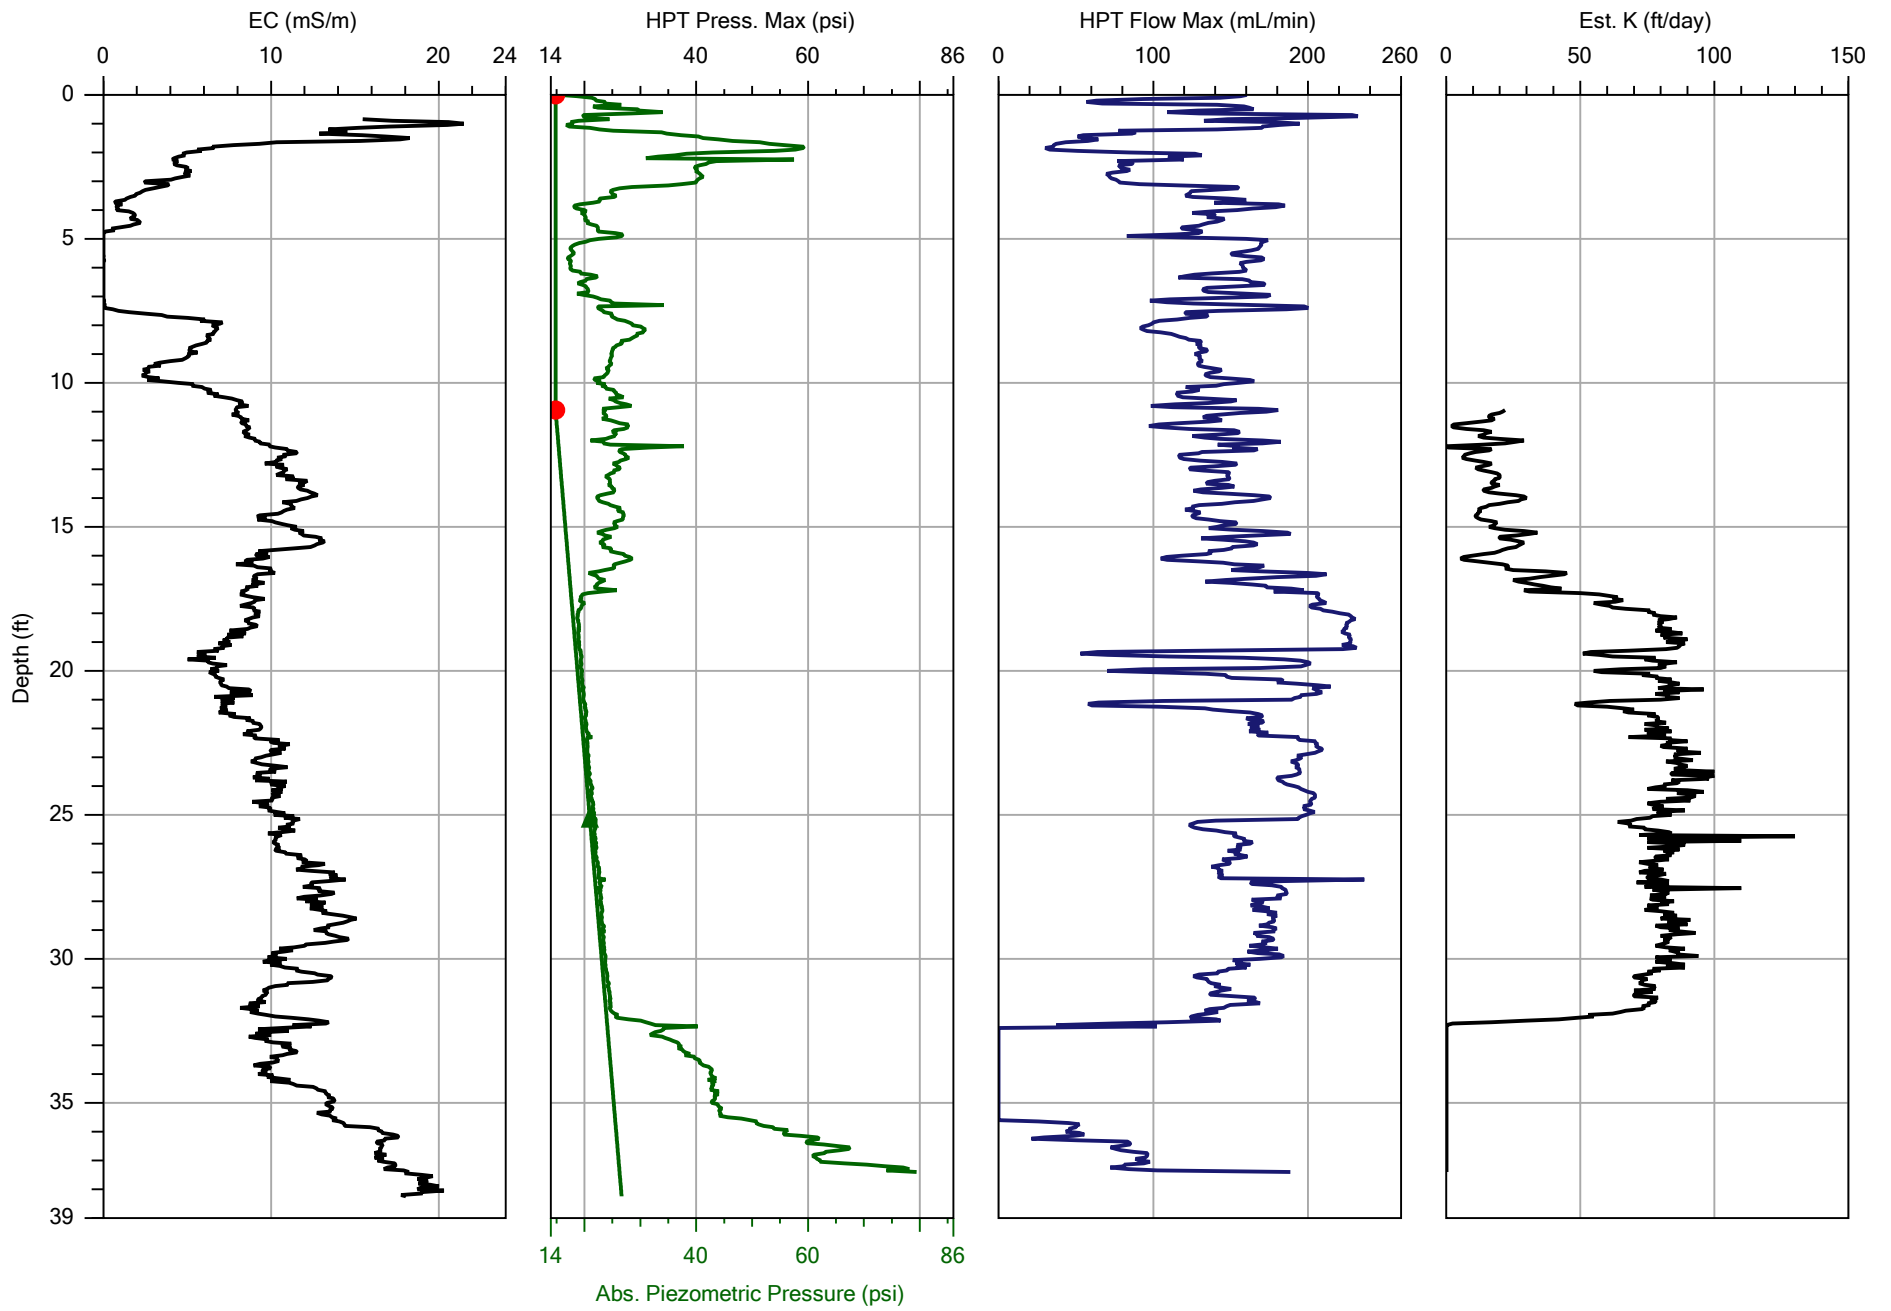 EC (mS/m) HPT Press. Max (psi) HPT Flow Max (mL/min) Est. K (ft/day)
0 10 20 24 14 40 60 86 0 100 200 260 0 50 100 150
0
5
10
15
20
25
30
35
39
Depth (ft)
14 40 60 86
Abs. Piezometric Pressure (psi)